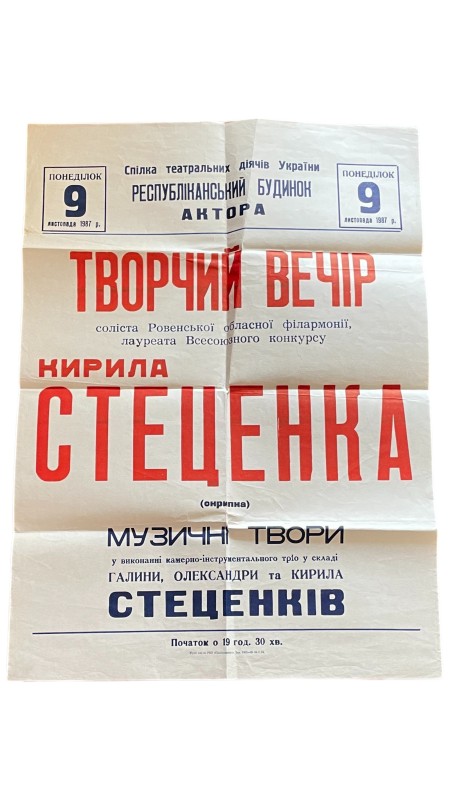 Спілка театральних діячів України
РЕСПУБЛІКАНСЬКИЙ БУДИНОК
АКТОРА
ПОНЕДІЛОК
9
листопада 1987 р.
ПОНЕДІЛОК
9
листопада 1987 р.
ТВОРЧИЙ ВЕЧІР
соліста Ровенської обласної філармонії,
лауреата Всесоюзного конкурсу
КИРИЛА
СТЕЦЕНКА
(скрипка)
МУЗИЧНІ ТВОРИ
у виконанні камерно-інструментального тріо у складі
ГАЛИНИ, ОЛЕКСАНДРИ та КИРИЛА
СТЕЦЕНКІВ
Початок о 19 год. 30 хв.